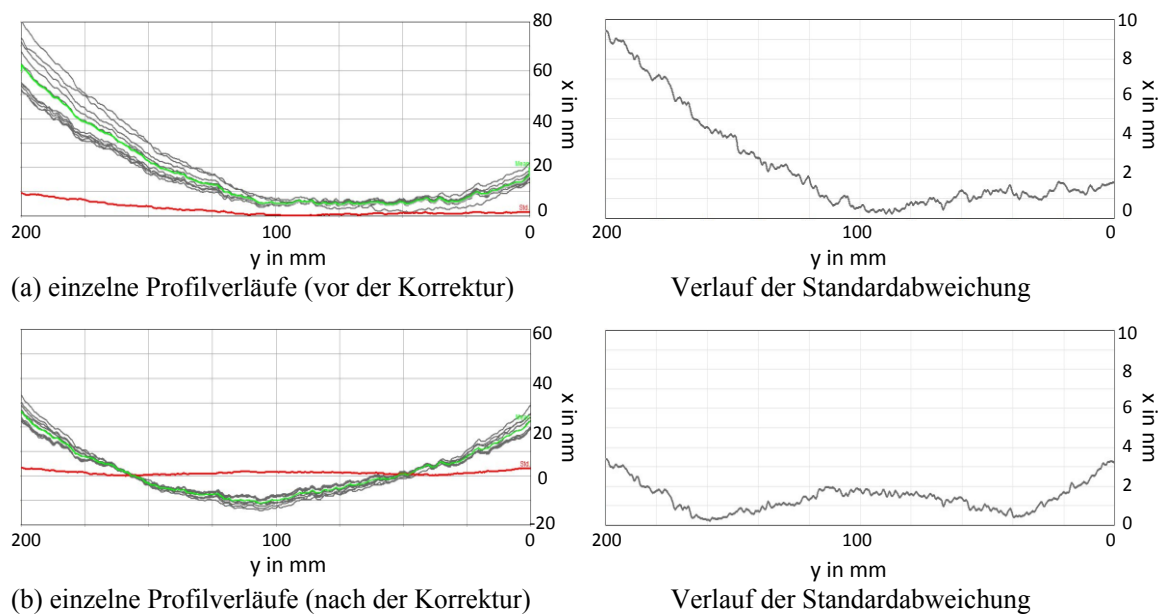 80
60
40
20
0
x in nm
200
100
0
y in mm
10
8
6
4
2
0
x in nm
200
100
0
y in mm
(a) einzelne Profilverläufe (vor der Korrektur)
Verlauf der Standardabweichung
60
40
20
0
-20
x in nm
200
100
0
y in mm
10
8
6
4
2
0
x in nm
200
100
0
y in mm
(b) einzelne Profilverläufe (nach der Korrektur)
Verlauf der Standardabweichung